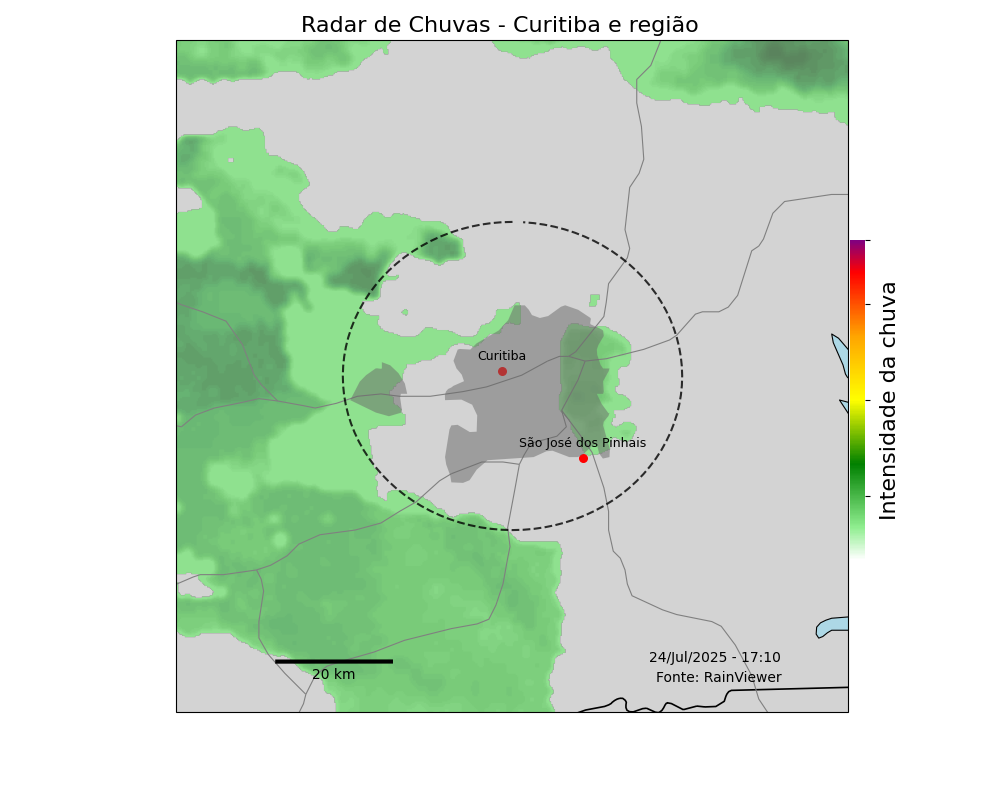 Radar de Chuvas - Curitiba e região
Curitiba
São José dos Pinhais
Intensidade da chuva
24/Jul/2025 - 17:10
Fonte: RainViewer
20 km